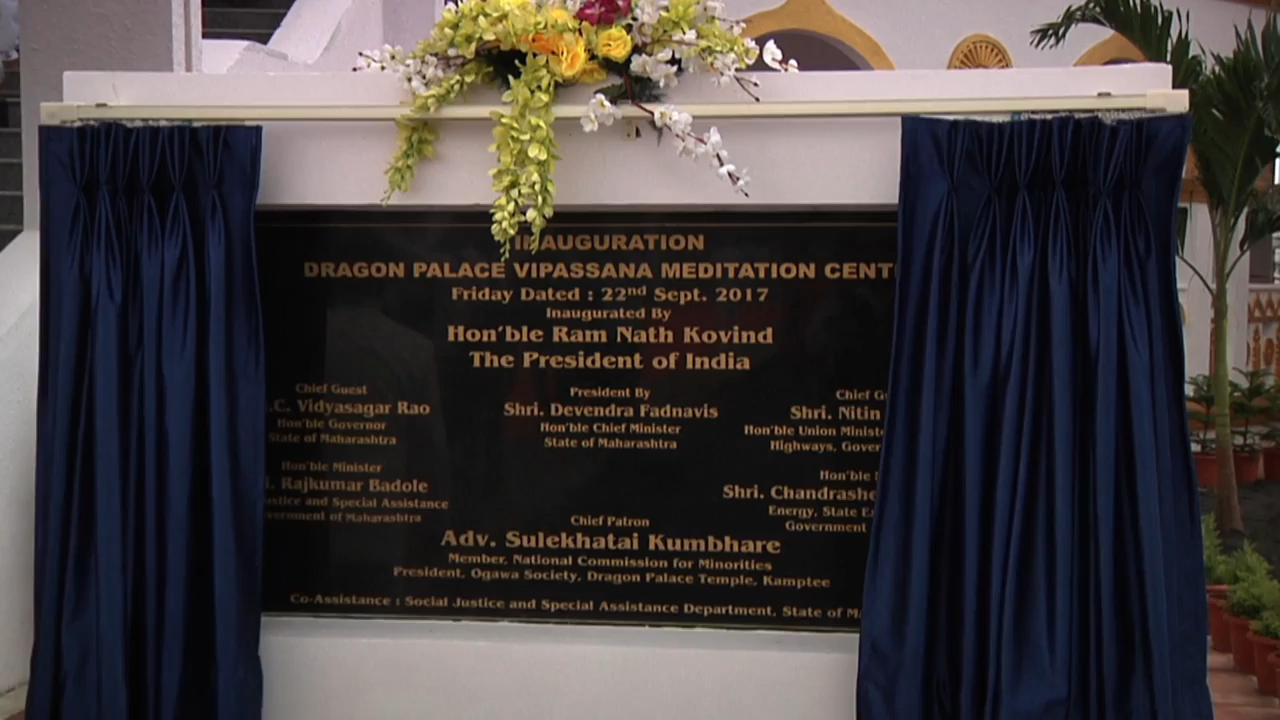 INAUGURATION
DRAGON PALACE VIPASSANA MEDITATION CENT
Friday Dated : 22nd Sept. 2017
Inaugurated By
Hon'ble Ram Nath Kovind
The President of India
Chief Guest
.C. Vidyasagar Rao
Hon'ble Governor
State of Maharashtra
President By
Shri. Devendra Fadnavis
Hon'ble Chief Minister
State of Maharashtra
Chief G
Shri. Nitin
Hon'ble Union Minist
Highways, Gover
Hon'ble Minister
. Rajkumar Badole
ustice and Special Assistance
vernment of Maharashtra
Hon'ble
Shri. Chandrashe
Energy, State E
Government
Chief Patron
Adv. Sulekhatai Kumbhare
Member, National Commission for Minorities
President, Ogawa Society, Dragon Palace Temple, Kamptee
Co-Assistance : Social Justice and Special Assistance Department, State of M